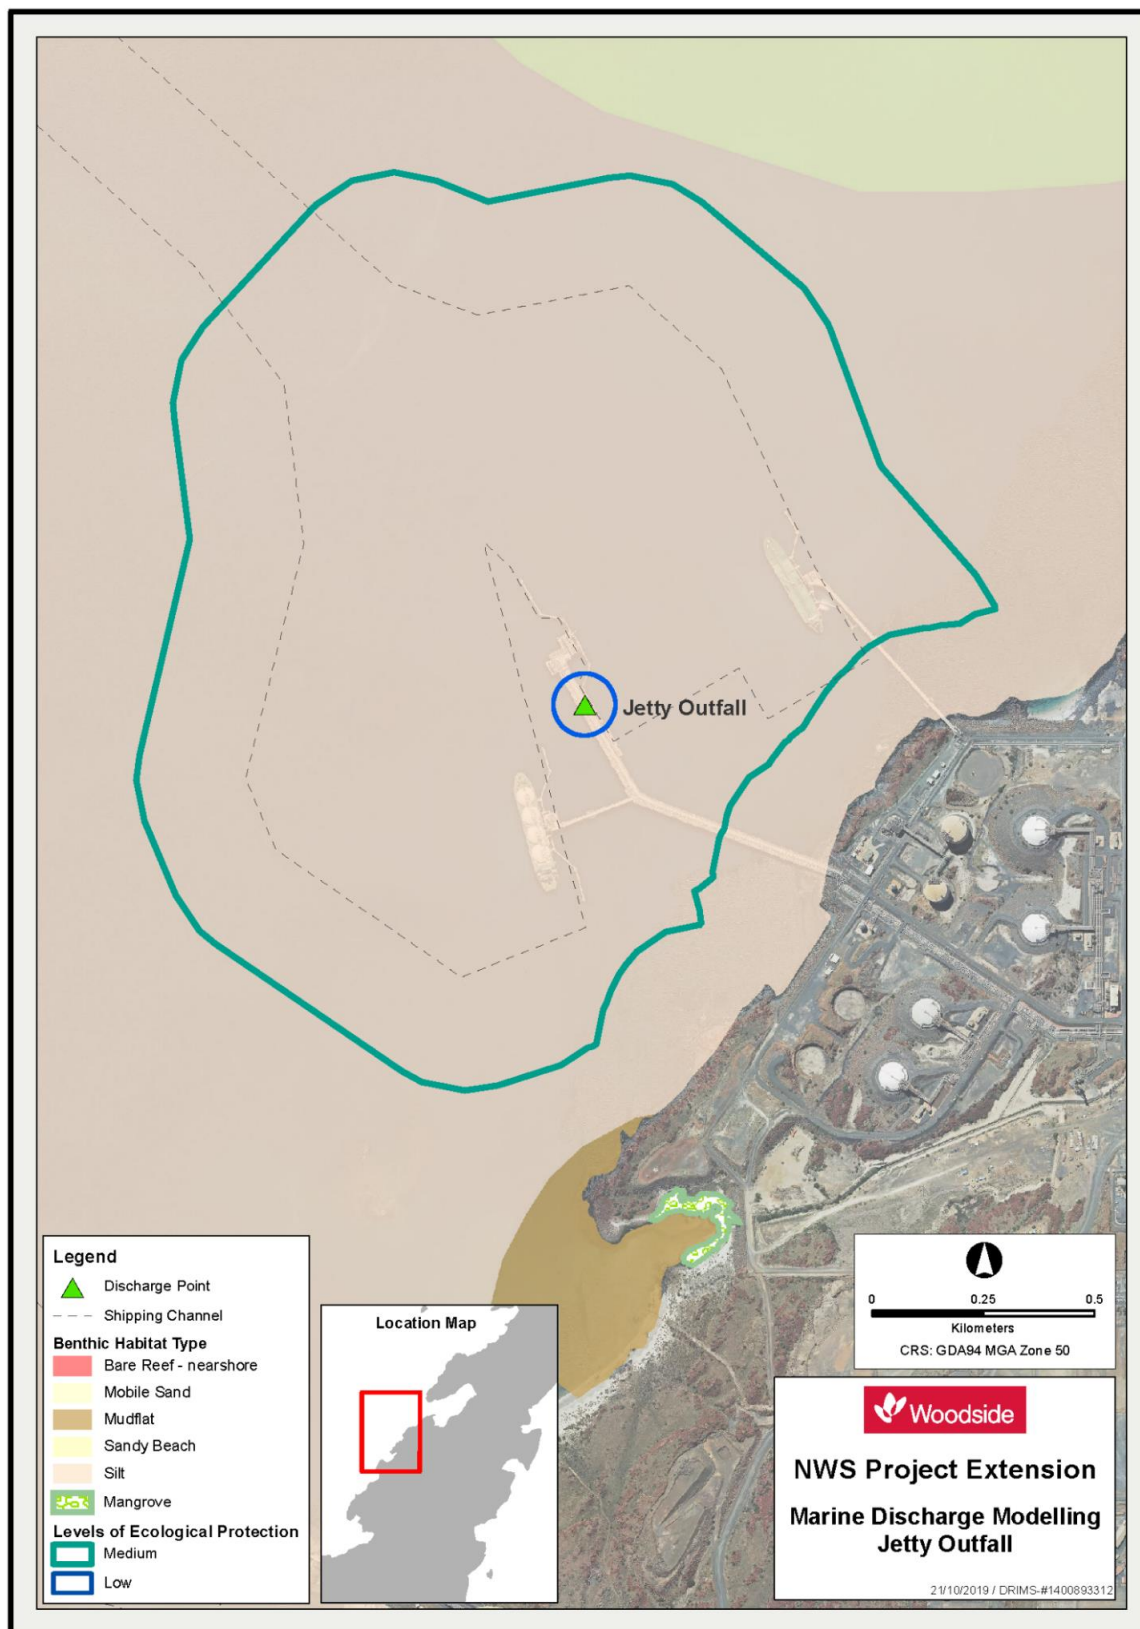 Jetty Outfall
Legend
Discharge Point
Shipping Channel
Benthic Habitat Type
Bare Reef - nearshore
Mobile Sand
Mudflat
Sandy Beach
Silt
Mangrove
Levels of Ecological Protection
Medium
Low
Location Map
0 0.25 0.5
Kilometers
CRS: GDA94 MGA Zone 50
Woodside
NWS Project Extension
Marine Discharge Modelling
Jetty Outfall
21/10/2019 / DRIMS-#1400893312